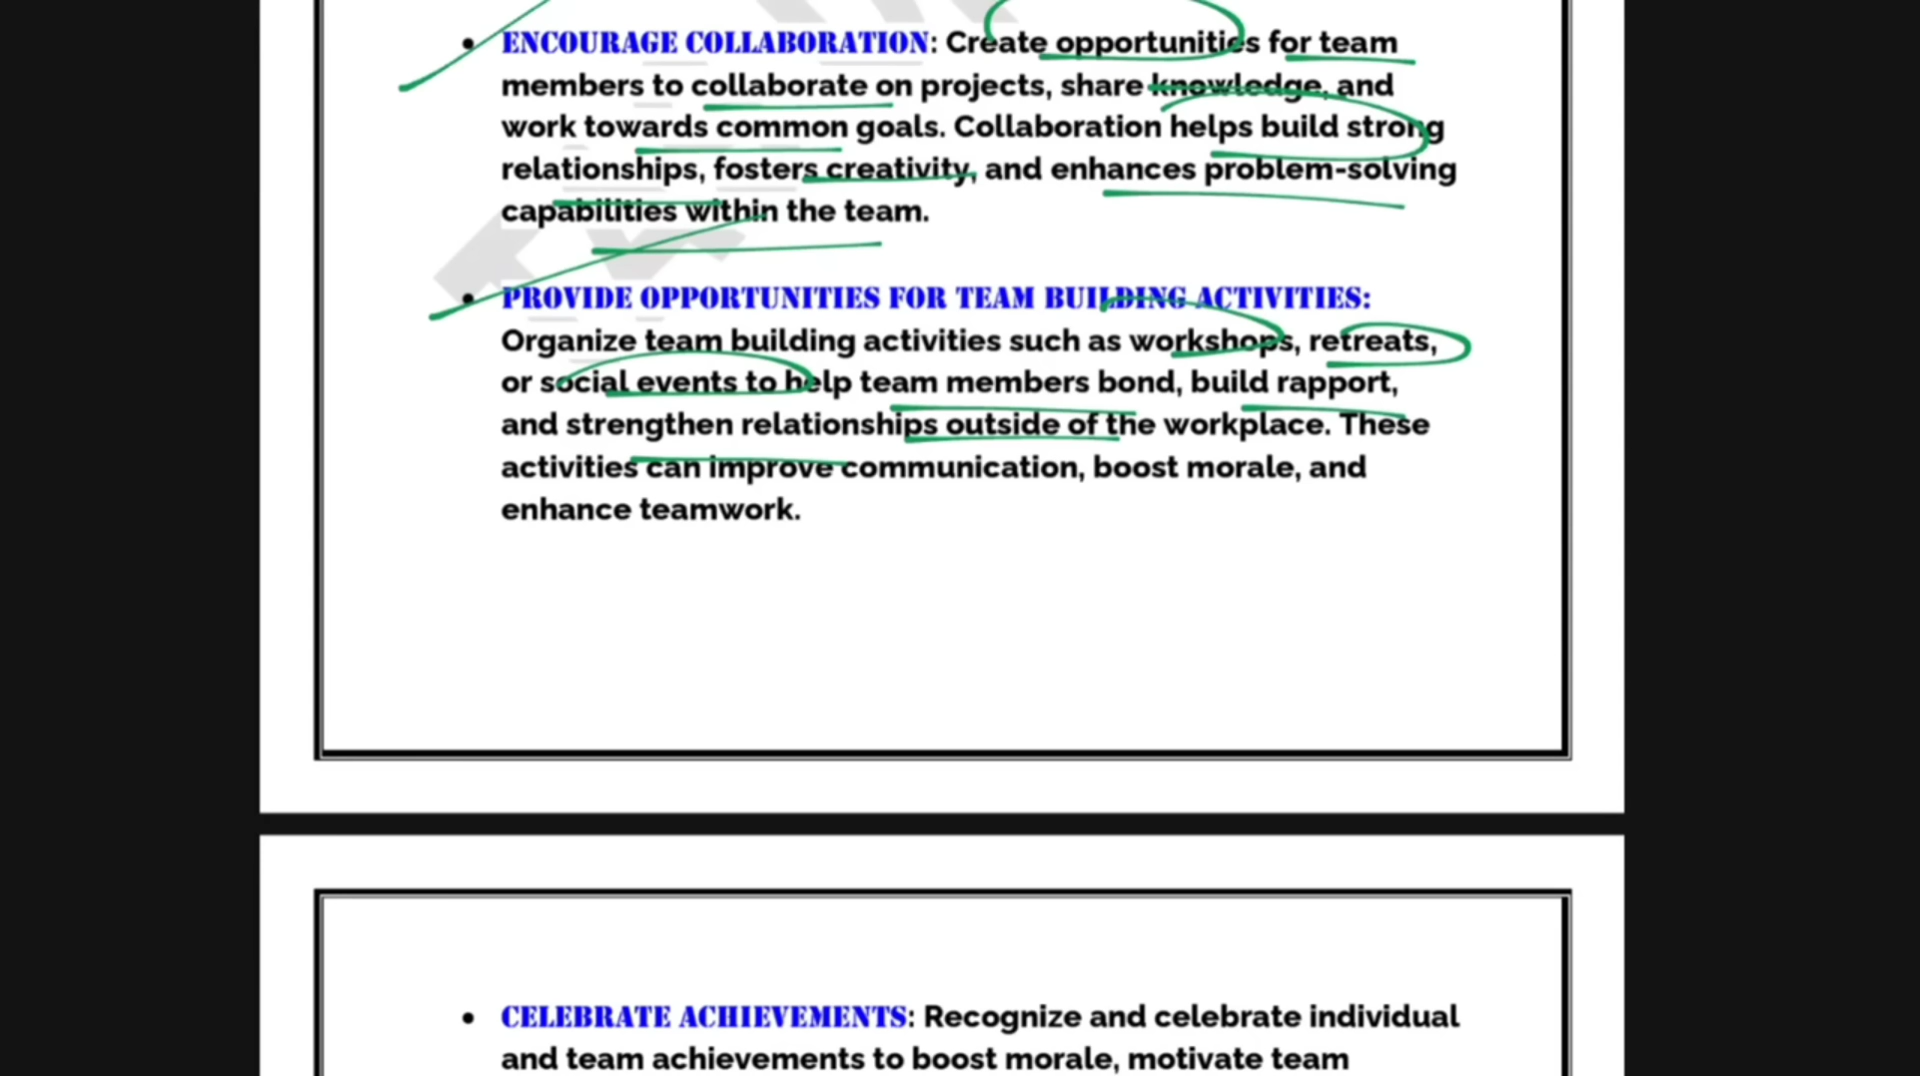 • ENCOURAGE COLLABORATION: Create opportunities for team
members to collaborate on projects, share knowledge, and
work towards common goals. Collaboration helps build strong
relationships, fosters creativity, and enhances problem-solving
capabilities within the team.
• PROVIDE OPPORTUNITIES FOR TEAM BUILDING ACTIVITIES:
Organize team building activities such as workshops, retreats,
or social events to help team members bond, build rapport,
and strengthen relationships outside of the workplace. These
activities can improve communication, boost morale, and
enhance teamwork.
• CELEBRATE ACHIEVEMENTS: Recognize and celebrate individual
and team achievements to boost morale, motivate team